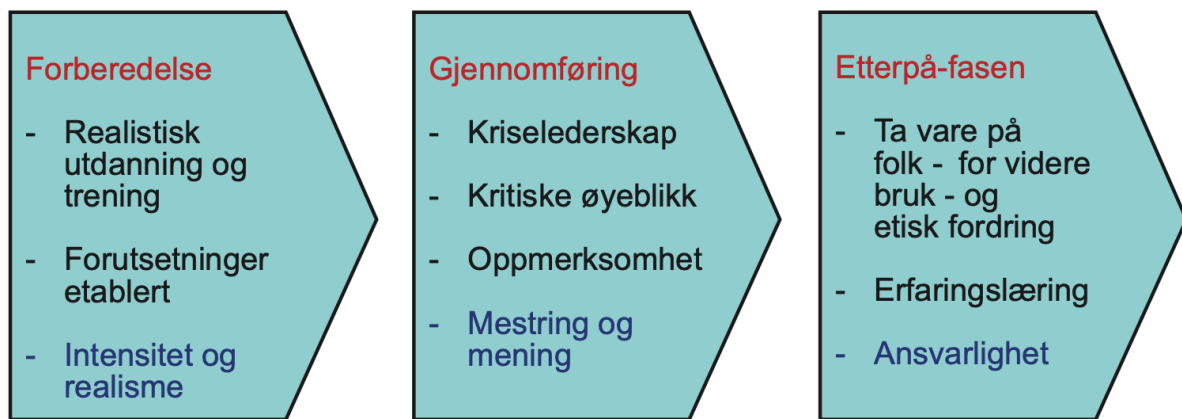 Forberedelse
- Realistisk
utdanning og
trening
- Forutsetninger
etablert
- Intensitet og
realisme
Gjennomføring
- Kriselederskap
- Kritiske øyeblikk
- Oppmerksomhet
- Mestring og
mening
Etterpå-fasen
- Ta vare på
folk - for videre
bruk - og
etisk fordring
- Erfaringslæring
- Ansvarlighet